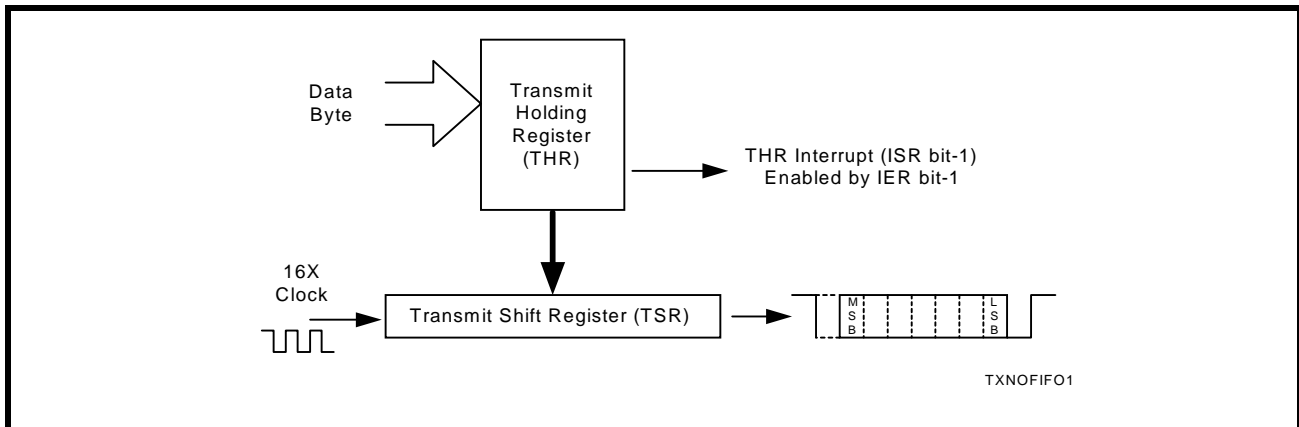 Data
Byte
Transmit
Holding
Register
(THR)
THR Interrupt (ISR bit-1)
Enabled by IER bit-1
16X
Clock
Transmit Shift Register (TSR)
M
S
B
L
S
B
TXNOFIFO1